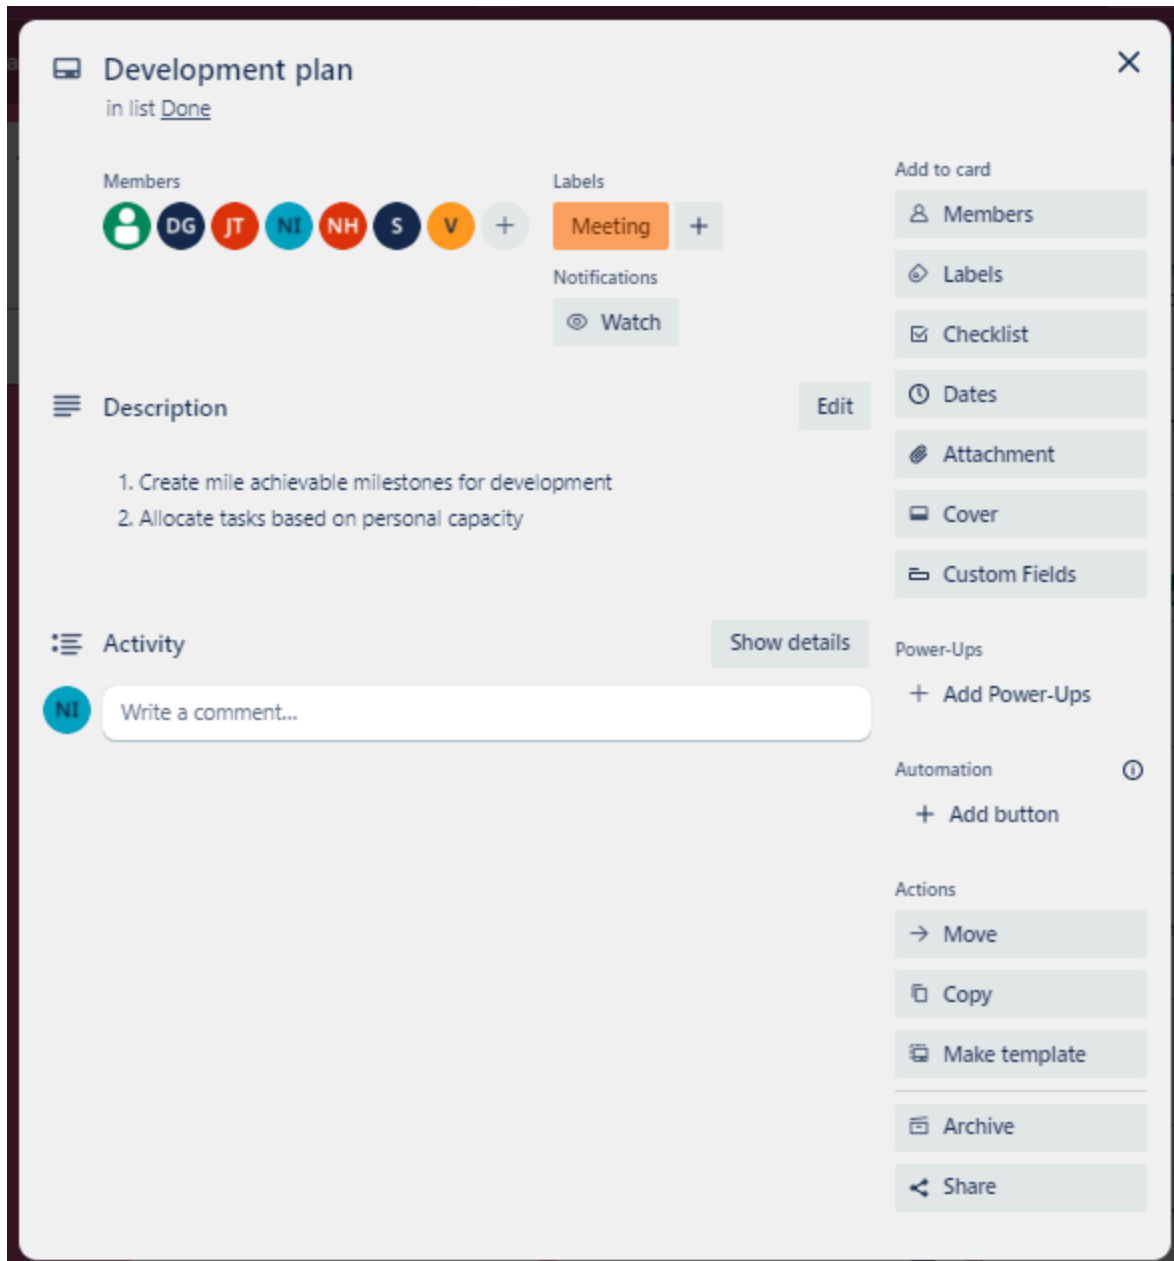 Development plan
in list Done
Members
DG JT NI NH S V
Labels
Meeting
Notifications
Watch
Description
Edit
1. Create mile achievable milestones for development
2. Allocate tasks based on personal capacity
Activity
Show details
NI
Write a comment...
Add to card
Members
Labels
Checklist
Dates
Attachment
Cover
Custom Fields
Power-Ups
+ Add Power-Ups
Automation
+ Add button
Actions
Move
Copy
Make template
Archive
Share